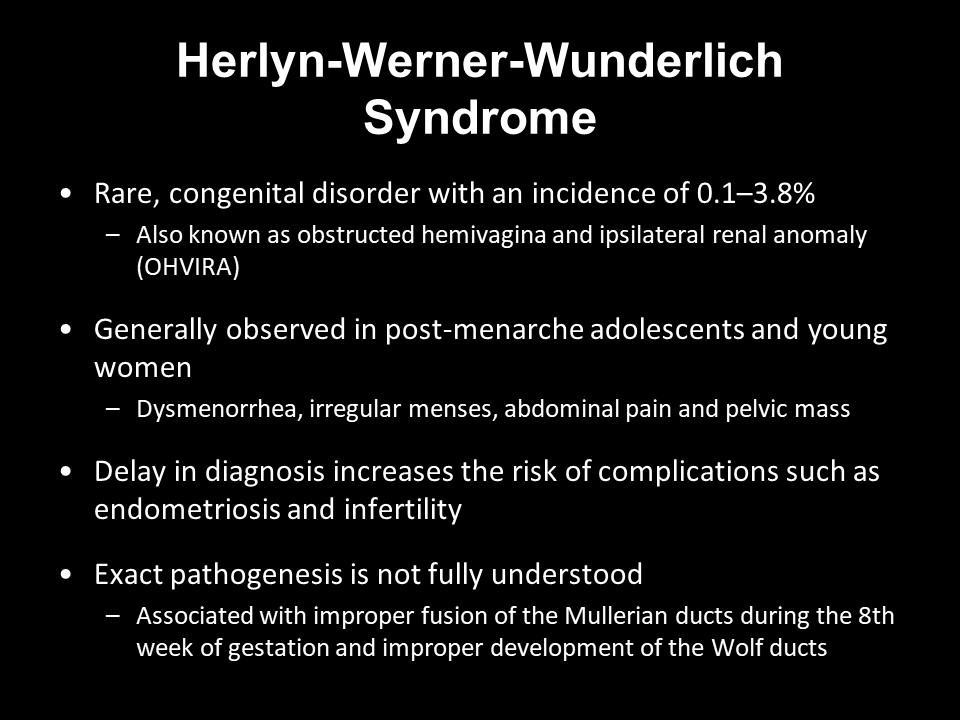 Herlyn-Werner-Wunderlich
Syndrome
• Rare, congenital disorder with an incidence of 0.1–3.8%
– Also known as obstructed hemivagina and ipsilateral renal anomaly
(OHVIRA)
• Generally observed in post-menarche adolescents and young
women
– Dysmenorrhea, irregular menses, abdominal pain and pelvic mass
• Delay in diagnosis increases the risk of complications such as
endometriosis and infertility
• Exact pathogenesis is not fully understood
– Associated with improper fusion of the Mullerian ducts during the 8th
week of gestation and improper development of the Wolf ducts